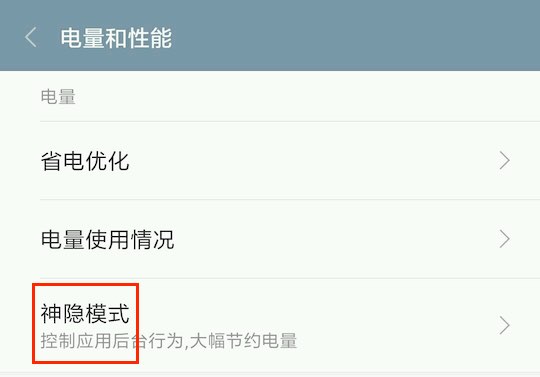 电量和性能
电量
省电优化
电量使用情况
神隐模式
控制应用后台行为,大幅节约电量